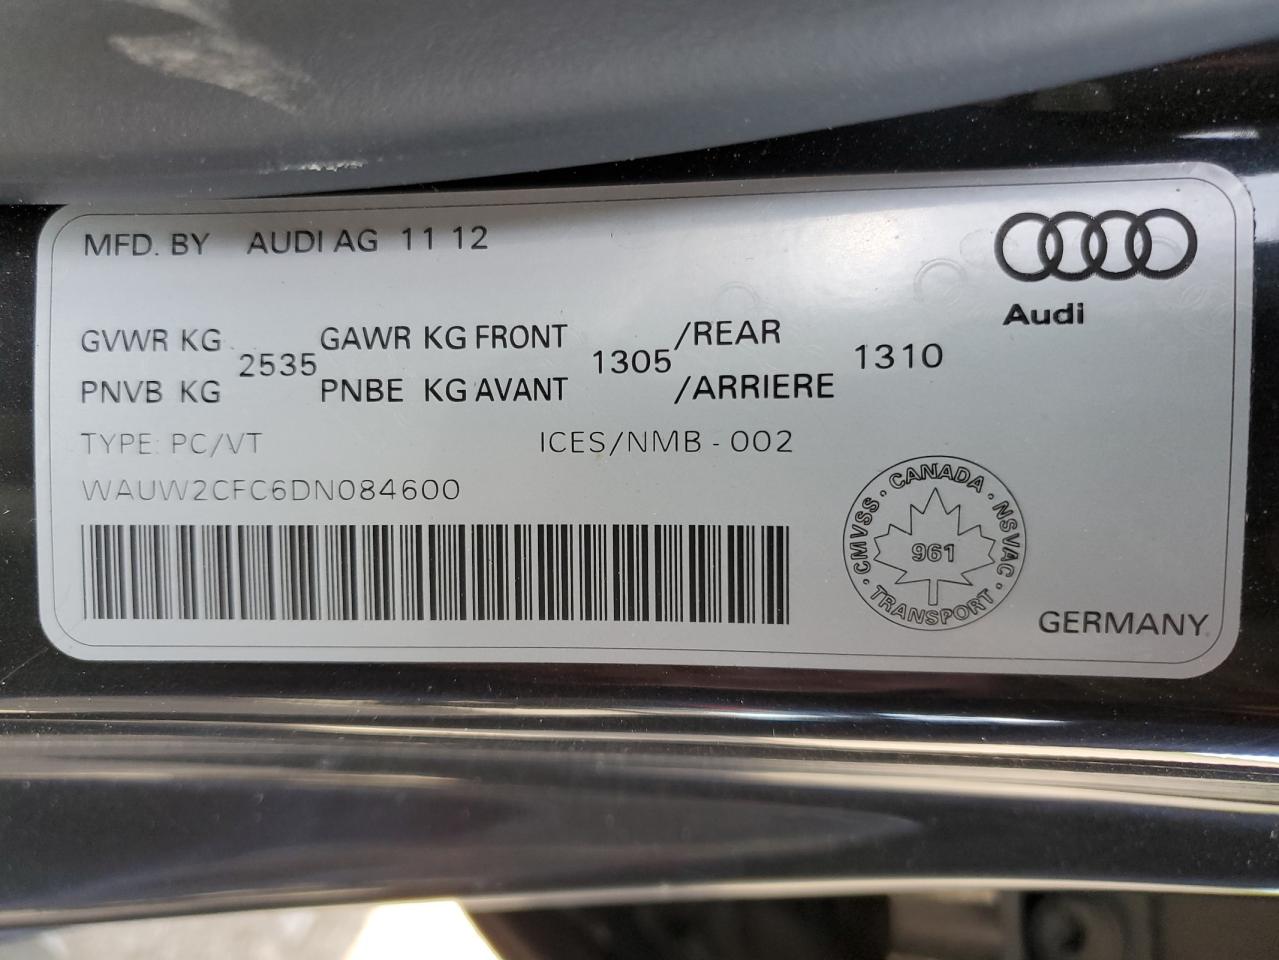 MFD. BY AUDI AG 11 12
Audi
GVWR KG 2535 GAWR KG FRONT 1305 /REAR 1310
PNVB KG PNBE KG AVANT /ARRIERE
TYPE: PC/VT ICES/NMB - 002
WAUW2CFC6DN084600
CMVSS · CANADA · NSVAC · TRANSPORT ·
961
GERMANY